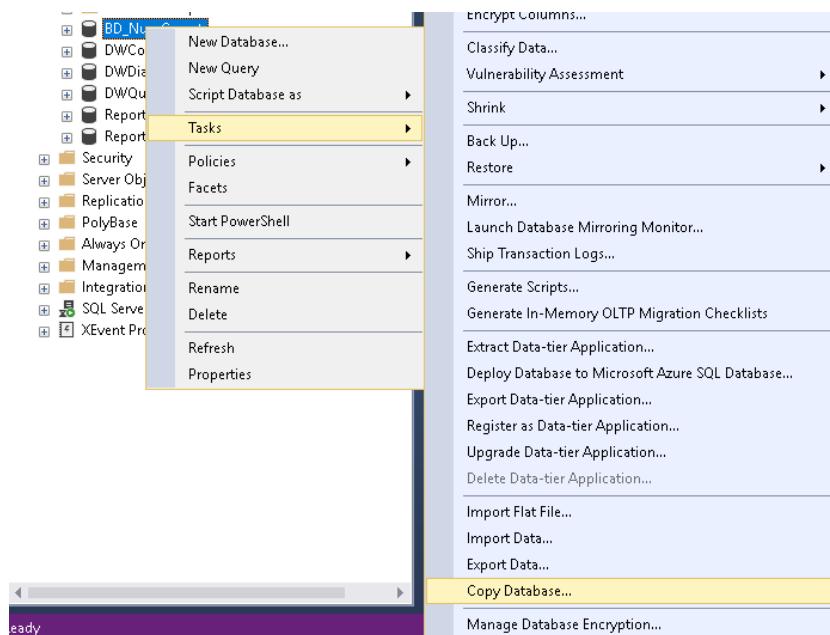 BD_Nu
DWCo
DWDia
DWQu
Report
Report
Security
Server Obj
Replicatio
PolyBase
Always Or
Managem
Integration
SQL Serve
XEvent Pro
eady
New Database...
New Query
Script Database as
Tasks
Policies
Facets
Start PowerShell
Reports
Rename
Delete
Refresh
Properties
Encrypt Columns...
Classify Data...
Vulnerability Assessment
Shrink
Back Up...
Restore
Mirror...
Launch Database Mirroring Monitor...
Ship Transaction Logs...
Generate Scripts...
Generate In-Memory OLTP Migration Checklists
Extract Data-tier Application...
Deploy Database to Microsoft Azure SQL Database...
Export Data-tier Application...
Register as Data-tier Application...
Upgrade Data-tier Application...
Delete Data-tier Application...
Import Flat File...
Import Data...
Export Data...
Copy Database...
Manage Database Encryption...